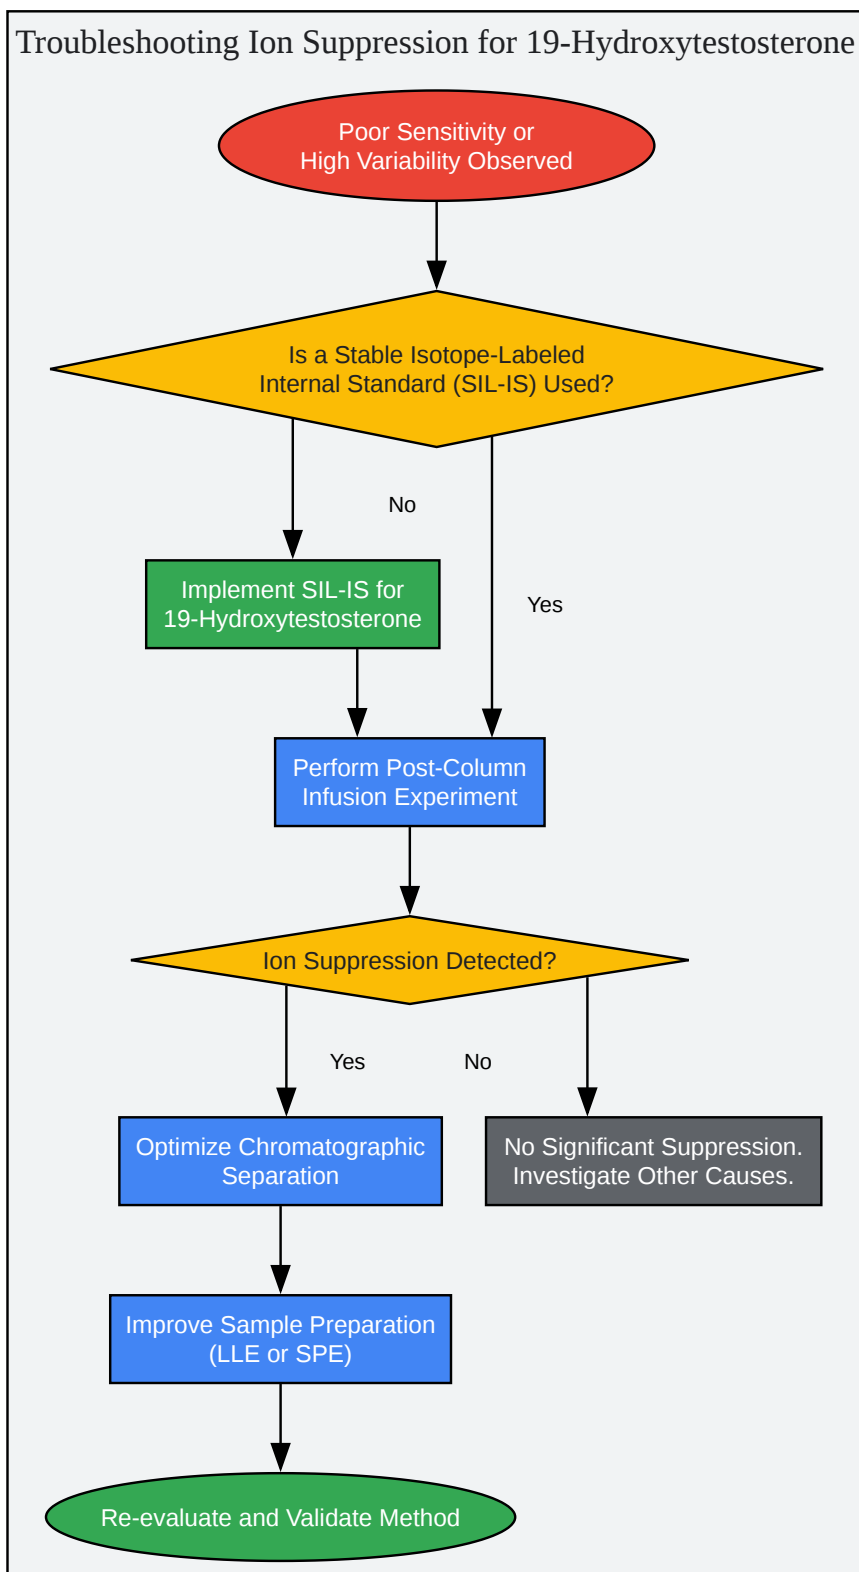 Troubleshooting Ion Suppression for 19-Hydroxytestosterone
Poor Sensitivity or
High Variability Observed
Is a Stable Isotope-Labeled
Internal Standard (SIL-IS) Used?
No
Implement SIL-IS for
19-Hydroxytestosterone
Yes
Perform Post-Column
Infusion Experiment
Ion Suppression Detected?
Yes
No
Optimize Chromatographic
Separation
No Significant Suppression.
Investigate Other Causes.
Improve Sample Preparation
(LLE or SPE)
Re-evaluate and Validate Method